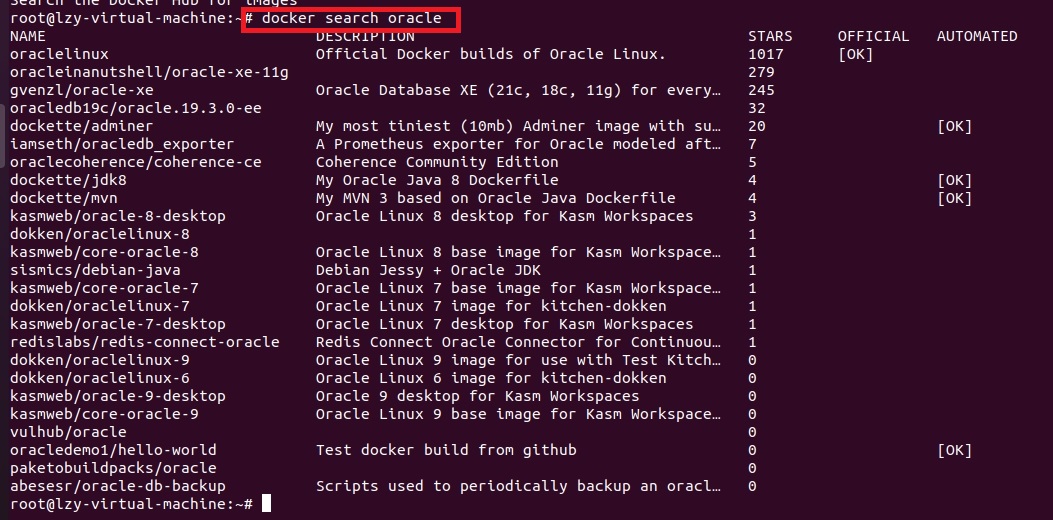 Search the Docker Hub for images
root@lzy-virtual-machine:~# docker search oracle
NAME DESCRIPTION STARS OFFICIAL AUTOMATED
oraclelinux Official Docker builds of Oracle Linux. 1017 [OK]
oracleinanutshell/oracle-xe-11g 279
gvenzl/oracle-xe Oracle Database XE (21c, 18c, 11g) for every… 245
oracledb19c/oracle.19.3.0-ee 32
dockette/adminer My most tiniest (10mb) Adminer image with su… 20 [OK]
iamseth/oracledb_exporter A Prometheus exporter for Oracle modeled aft… 7
oraclecoherence/coherence-ce Coherence Community Edition 5
dockette/jdk8 My Oracle Java 8 Dockerfile 4 [OK]
dockette/mvn My MVN 3 based on Oracle Java Dockerfile 4 [OK]
kasmweb/oracle-8-desktop Oracle Linux 8 desktop for Kasm Workspaces 3
dokken/oraclelinux-8 1
kasmweb/core-oracle-8 Oracle Linux 8 base image for Kasm Workspace… 1
sismics/debian-java Debian Jessy + Oracle JDK 1
kasmweb/core-oracle-7 Oracle Linux 7 base image for Kasm Workspace… 1
dokken/oraclelinux-7 Oracle Linux 7 image for kitchen-dokken 1
kasmweb/oracle-7-desktop Oracle Linux 7 desktop for Kasm Workspaces 1
redislabs/redis-connect-oracle Redis Connect Oracle Connector for Continuou… 1
dokken/oraclelinux-9 Oracle Linux 9 image for use with Test Kitch… 0
dokken/oraclelinux-6 Oracle Linux 6 image for kitchen-dokken 0
kasmweb/oracle-9-desktop Oracle 9 desktop for Kasm Workspaces 0
kasmweb/core-oracle-9 Oracle Linux 9 base image for Kasm Workspace… 0
vulhub/oracle 0
oracledemo1/hello-world Test docker build from github 0 [OK]
paketobuildpacks/oracle 0
abesesr/oracle-db-backup Scripts used to periodically backup an oracl… 0
root@lzy-virtual-machine:~#